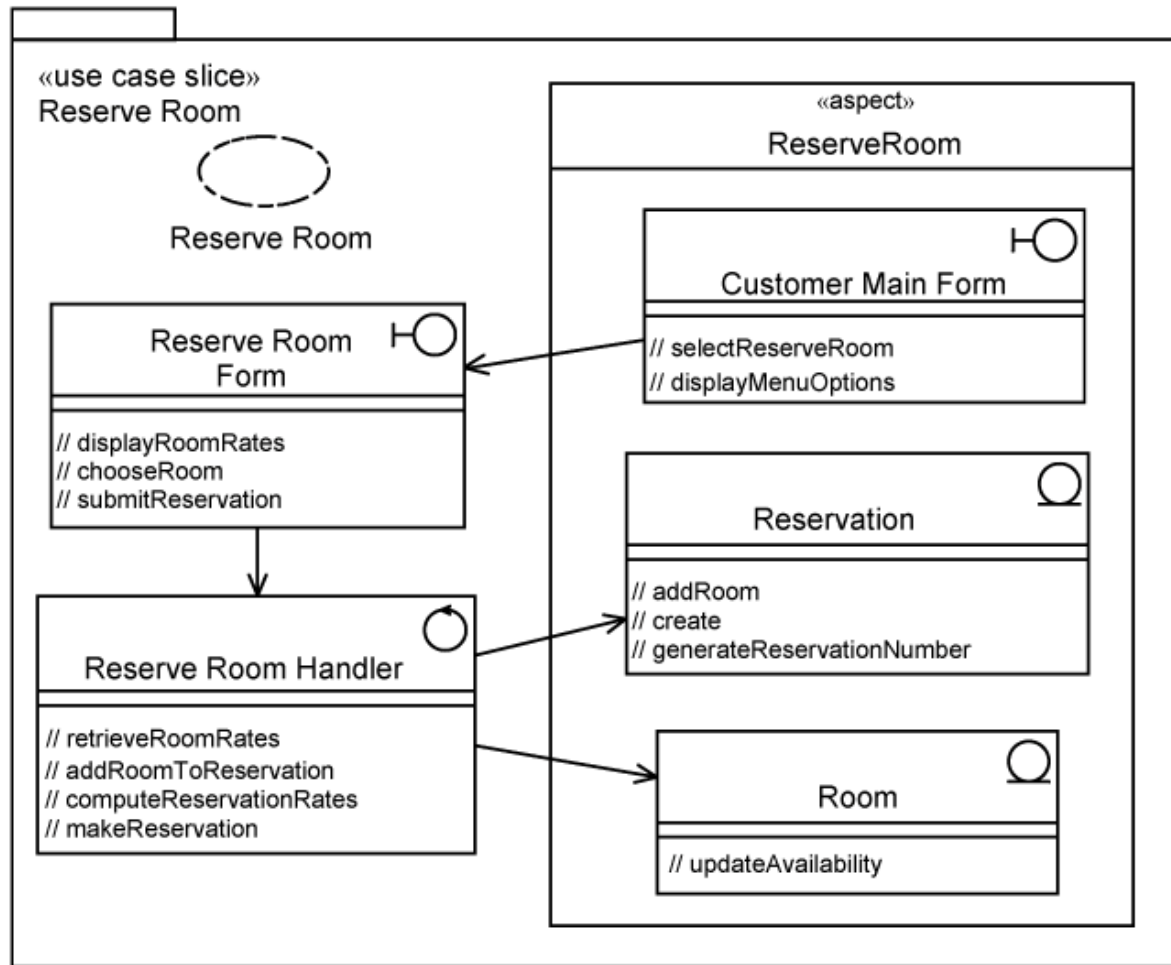 «use case slice»
Reserve Room
Reserve Room
Reserve Room
Form
// displayRoomRates
// chooseRoom
// submitReservation
Reserve Room Handler
// retrieveRoomRates
// addRoomToReservation
// computeReservationRates
// makeReservation
«aspect»
ReserveRoom
Customer Main Form
// selectReserveRoom
// displayMenuOptions
Reservation
// addRoom
// create
// generateReservationNumber
Room
// updateAvailability